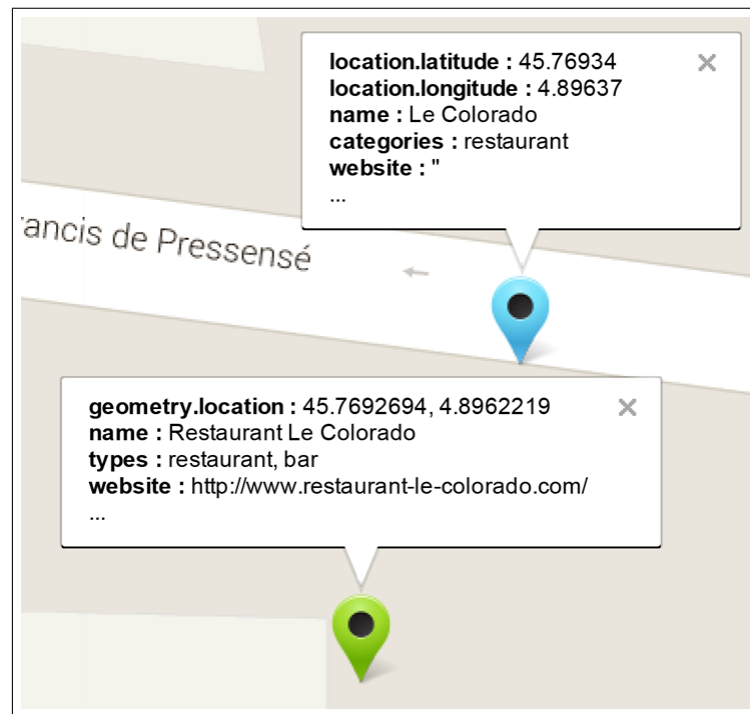 location.latitude : 45.76934
location.longitude : 4.89637
name : Le Colorado
categories : restaurant
website : "
...
rancis de Pressensé
geometry.location : 45.7692694, 4.8962219
name : Restaurant Le Colorado
types : restaurant, bar
website : http://www.restaurant-le-colorado.com/
...